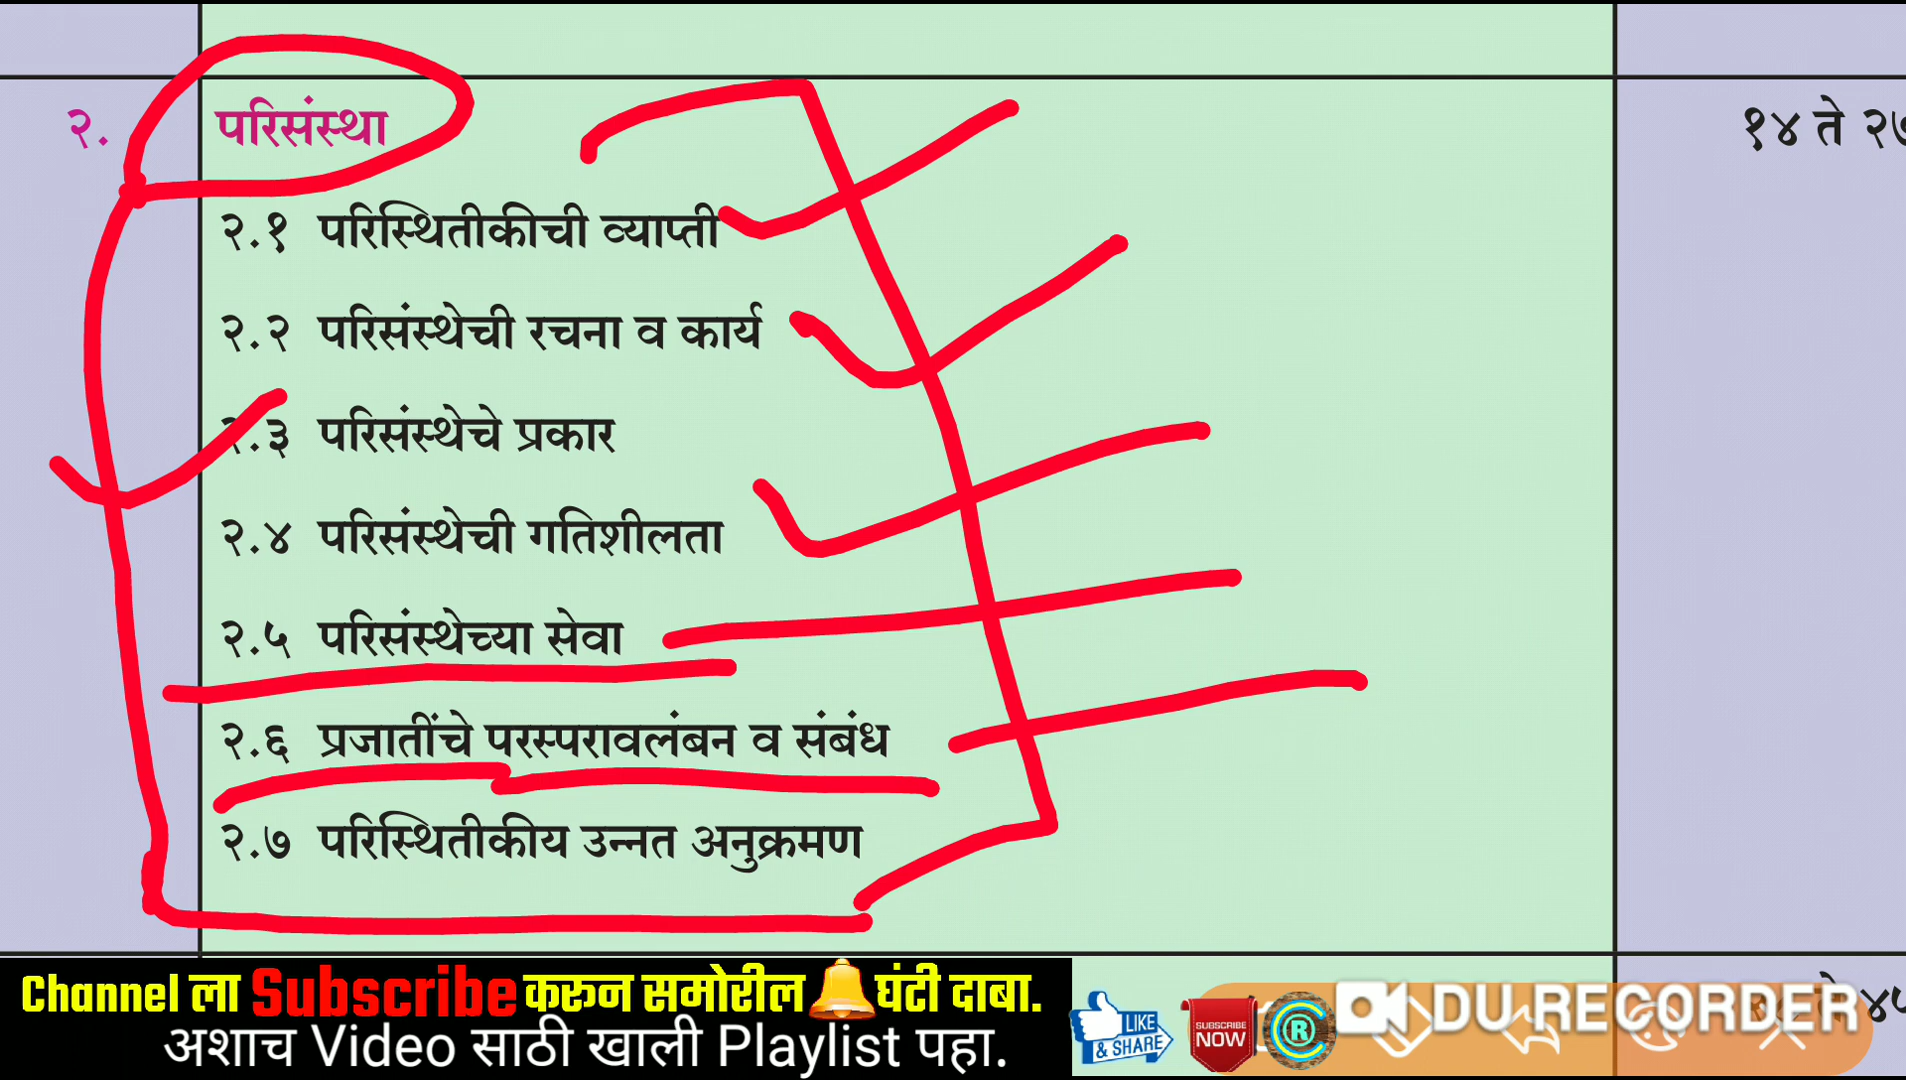 २. परिसंस्था १४ ते २७
२.१ परिस्थितीकीची व्याप्ती
२.२ परिसंस्थेची रचना व कार्य
२.३ परिसंस्थेचे प्रकार
२.४ परिसंस्थेची गतिशीलता
२.५ परिसंस्थेच्या सेवा
२.६ प्रजातींचे परस्परावलंबन व संबंध
२.७ परिस्थितीकीय उन्नत अनुक्रमण
Channel ला Subscribe करून समोरील घंटी दाबा.
अशाच Video साठी खाली Playlist पहा.
LIKE
& SHARE
SUBSCRIBE
NOW
R
DU RECORDER